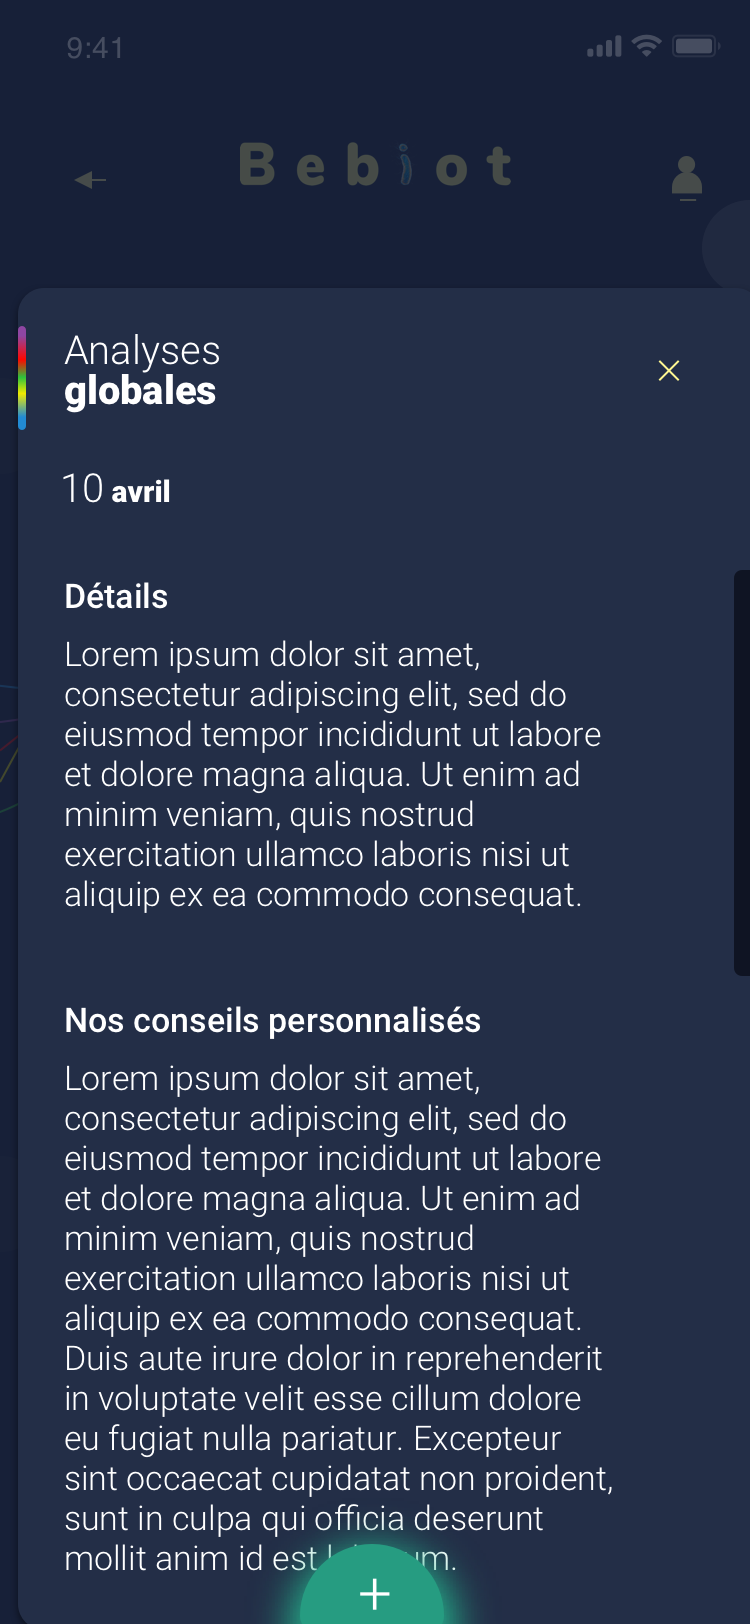 9:41
Bebiot
Analyses
globales
10 avril
Détails
Lorem ipsum dolor sit amet,
consectetur adipiscing elit, sed do
eiusmod tempor incididunt ut labore
et dolore magna aliqua. Ut enim ad
minim veniam, quis nostrud
exercitation ullamco laboris nisi ut
aliquip ex ea commodo consequat.
Nos conseils personnalisés
Lorem ipsum dolor sit amet,
consectetur adipiscing elit, sed do
eiusmod tempor incididunt ut labore
et dolore magna aliqua. Ut enim ad
minim veniam, quis nostrud
exercitation ullamco laboris nisi ut
aliquip ex ea commodo consequat.
Duis aute irure dolor in reprehenderit
in voluptate velit esse cillum dolore
eu fugiat nulla pariatur. Excepteur
sint occaecat cupidatat non proident,
sunt in culpa qui officia deserunt
mollit anim id est